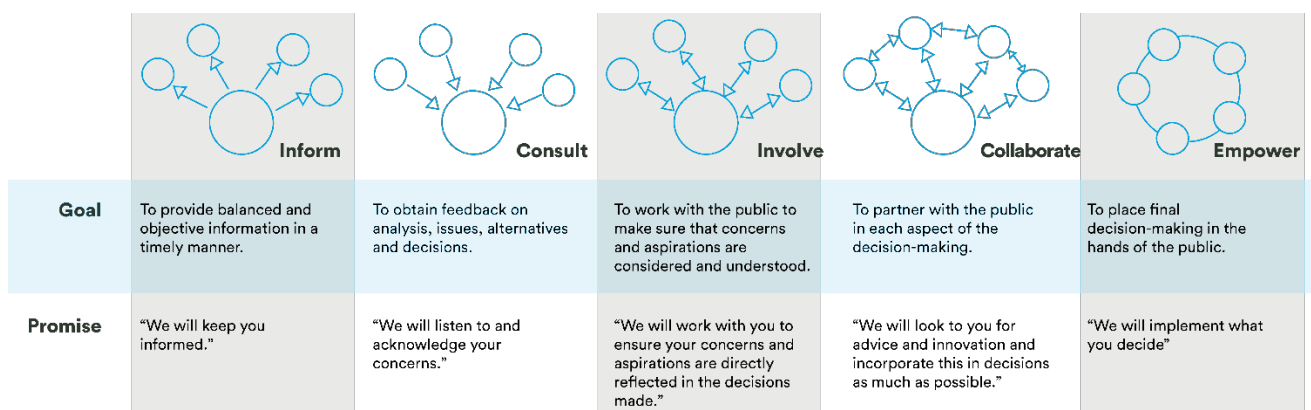 Inform
Consult
Involve
Collaborate
Empower
Goal
To provide balanced and
objective information in a
timely manner.
To obtain feedback on
analysis, issues, alternatives
and decisions.
To work with the public to
make sure that concerns
and aspirations are
considered and understood.
To partner with the public
in each aspect of the
decision-making.
To place final
decision-making in the
hands of the public.
Promise
“We will keep you
informed.”
“We will listen to and
acknowledge your
concerns.”
“We will work with you to
ensure your concerns and
aspirations are directly
reflected in the decisions
made.”
“We will look to you for
advice and innovation and
incorporate this in decisions
as much as possible.”
“We will implement what
you decide”